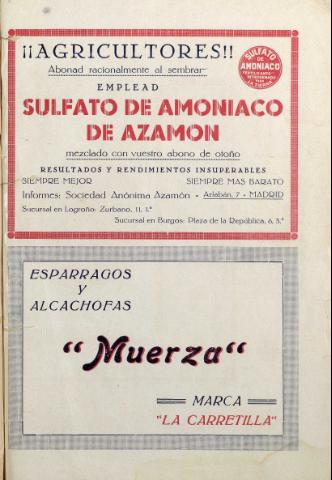 ¡¡AGRICULTORES!!
Abonad racionalmente al sembrar
EMPLEAD
SULFATO DE AMONIACO
DE AZAMON
mezclado con vuestro abono de otoño
RESULTADOS Y RENDIMIENTOS INSUPERABLES
SIEMPRE MEJOR SIEMPRE MAS BARATO
Informes: Sociedad Anónima Azamón - Arlabán, 7 - MADRID
Sucursal en Logroño: Zurbano, 11, 1.º
Sucursal en Burgos: Plaza de la República, 6, 3.º
SULFATO
DE
AMONIACO
LA TIERRA
ESPARRAGOS
Y
ALCACHOFAS
"Muerza"
MARCA
"LA CARRETILLA"